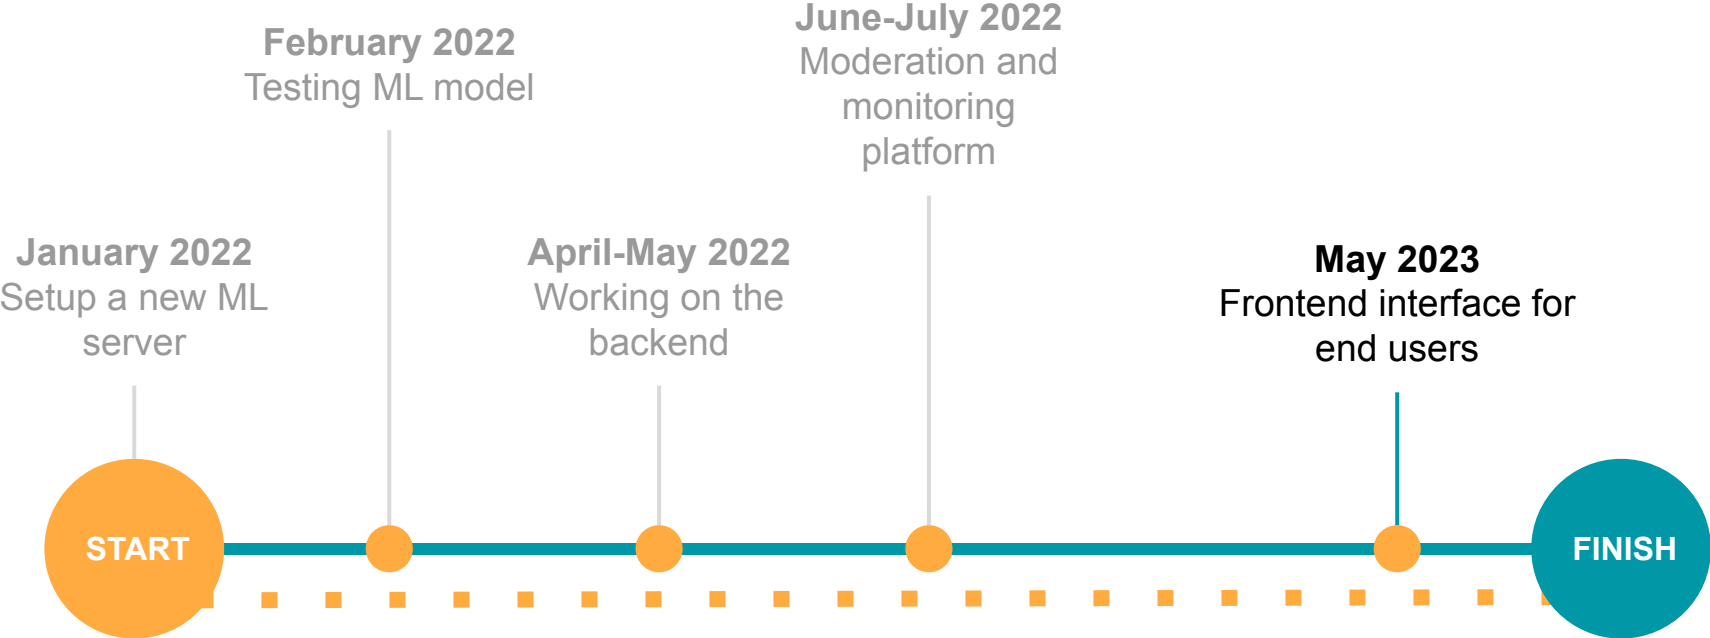 January 2022
Setup a new ML
server
February 2022
Testing ML model
April-May 2022
Working on the
backend
June-July 2022
Moderation and
monitoring
platform
May 2023
Frontend interface for
end users
START
FINISH